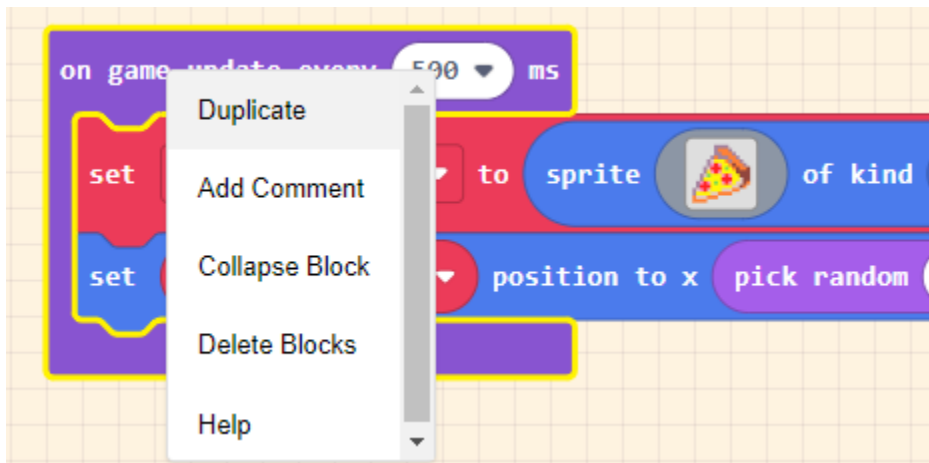 on game update every 500 ms
Duplicate
set to sprite of kind
Add Comment
Collapse Block
set position to x pick random
Delete Blocks
Help